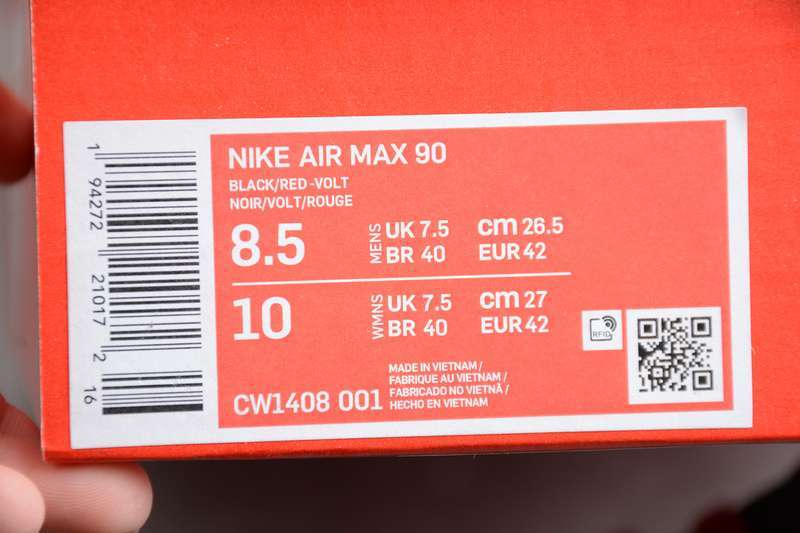 NIKE AIR MAX 90
BLACK/RED-VOLT
NOIR/VOLT/ROUGE
8.5 MENS UK 7.5 cm 26.5
BR 40 EUR 42
10 WMNS UK 7.5 cm 27
BR 40 EUR 42
RFID
CW1408 001
MADE IN VIETNAM /
FABRIQUE AU VIETNAM /
FABRICADO NO VIETNÃ /
HECHO EN VIETNAM
1 94272 21017 2 16